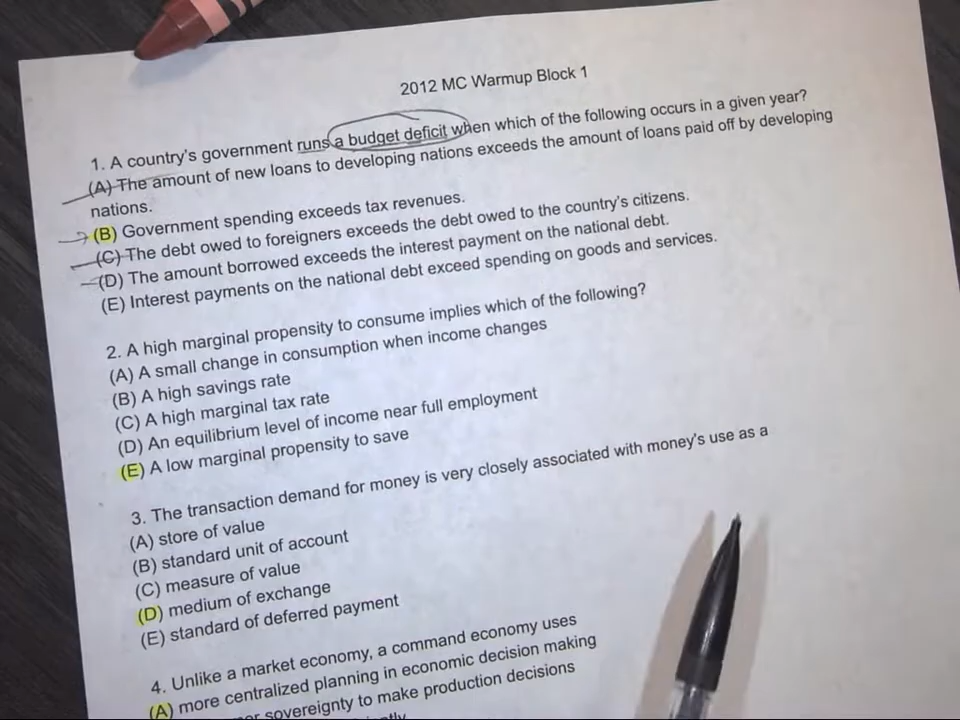 2012 MC Warmup Block 1
1. A country's government runs a budget deficit when which of the following occurs in a given year?
(A) The amount of new loans to developing nations exceeds the amount of loans paid off by developing
nations.
(B) Government spending exceeds tax revenues.
(C) The debt owed to foreigners exceeds the debt owed to the country's citizens.
(D) The amount borrowed exceeds the interest payment on the national debt.
(E) Interest payments on the national debt exceed spending on goods and services.
2. A high marginal propensity to consume implies which of the following?
(A) A small change in consumption when income changes
(B) A high savings rate
(C) A high marginal tax rate
(D) An equilibrium level of income near full employment
(E) A low marginal propensity to save
3. The transaction demand for money is very closely associated with money's use as a
(A) store of value
(B) standard unit of account
(C) measure of value
(D) medium of exchange
(E) standard of deferred payment
4. Unlike a market economy, a command economy uses
(A) more centralized planning in economic decision making
sovereignty to make production decisions